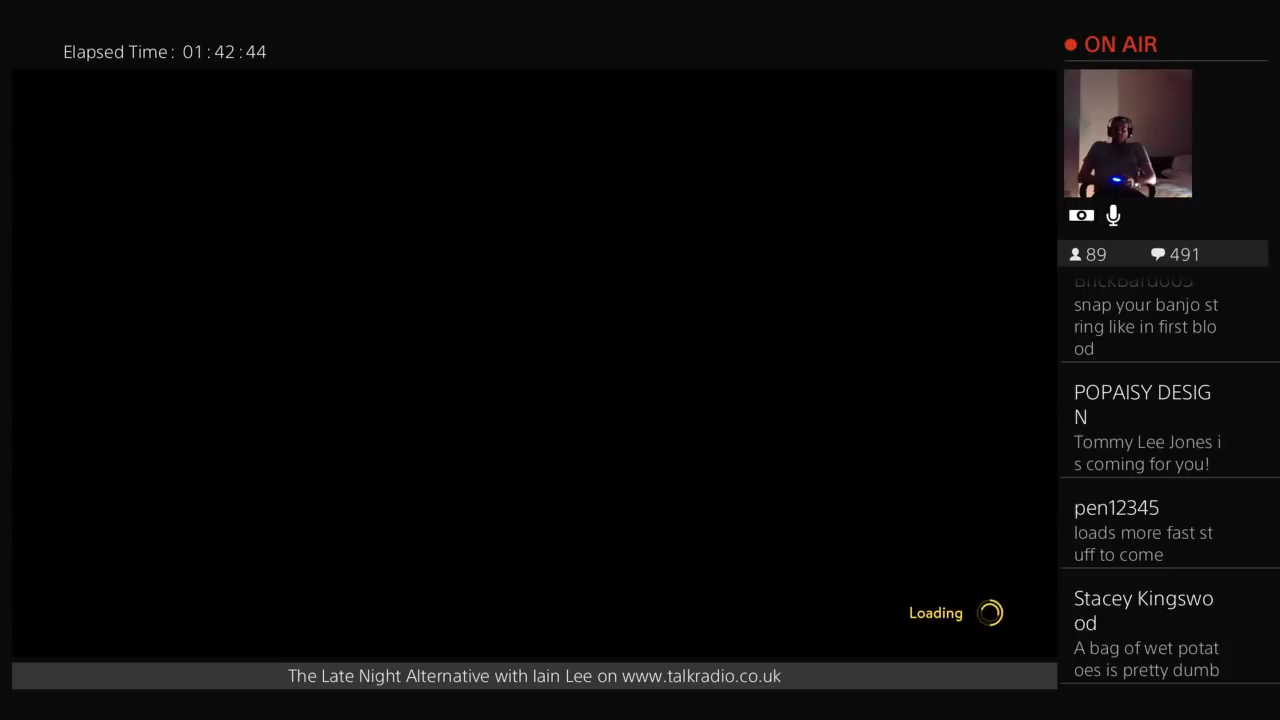 Elapsed Time: 01:42:44
ON AIR
89 491
BrickBardo05
snap your banjo st
ring like in first blo
od
POPAISY DESIG
N
Tommy Lee Jones i
s coming for you!
pen12345
loads more fast st
uff to come
Stacey Kingswo
od
A bag of wet potat
oes is pretty dumb
Loading
The Late Night Alternative with Iain Lee on www.talkradio.co.uk